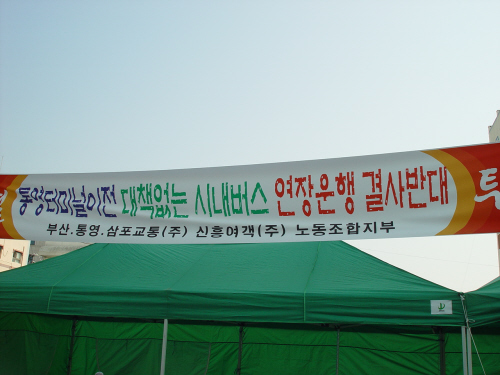 통영터미널이전 대책없는 시내버스 연장운행 결사반대 투
부산.통영.삼포교통(주) 신흥여객(주) 노동조합지부